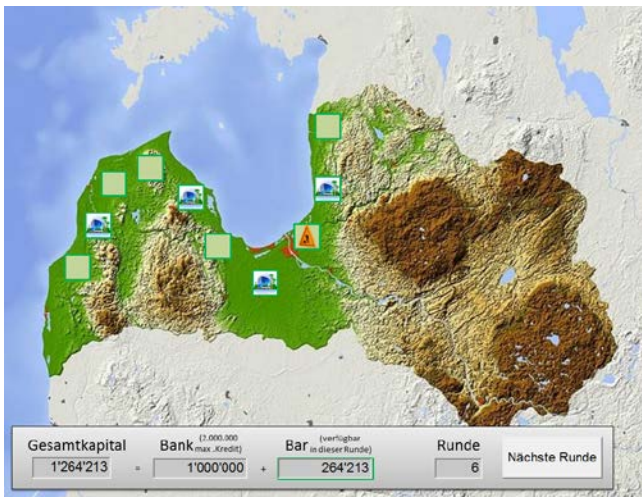 Gesamtkapital
Bank (2.000.000 max. Kredit)
Bar (verfügbar in dieser Runde)
Runde
Nächste Runde
1'264'213 = 1'000'000 + 264'213 6